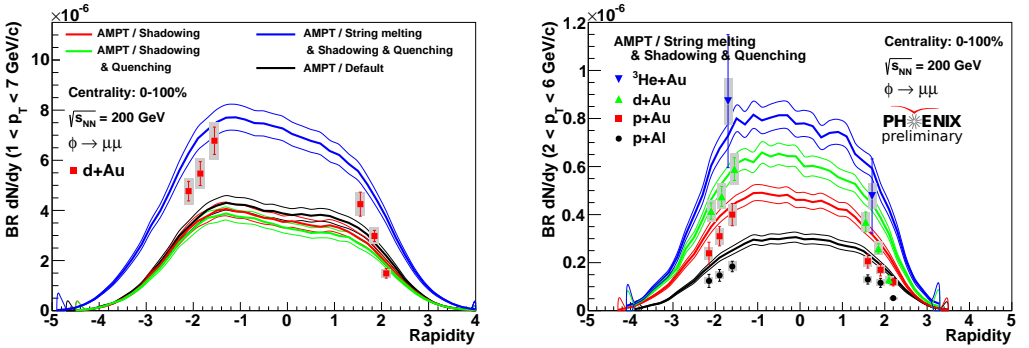 ×10⁻⁶
BR dN/dy (1 < p_T < 7 GeV/c)
10
8
6
4
2
0
AMPT / Shadowing
AMPT / Shadowing
& Quenching
AMPT / String melting
& Shadowing & Quenching
AMPT / Default
Centrality: 0-100%
√s_NN = 200 GeV
ϕ → μμ
d+Au
-5 -4 -3 -2 -1 0 1 2 3 4
Rapidity
×10⁻⁶
BR dN/dy (2 < p_T < 6 GeV/c)
1.2
1
0.8
0.6
0.4
0.2
0
AMPT / String melting
& Shadowing & Quenching
³He+Au
d+Au
p+Au
p+Al
Centrality: 0-100%
√s_NN = 200 GeV
ϕ → μμ
PHENIX
preliminary
-5 -4 -3 -2 -1 0 1 2 3 4 5
Rapidity